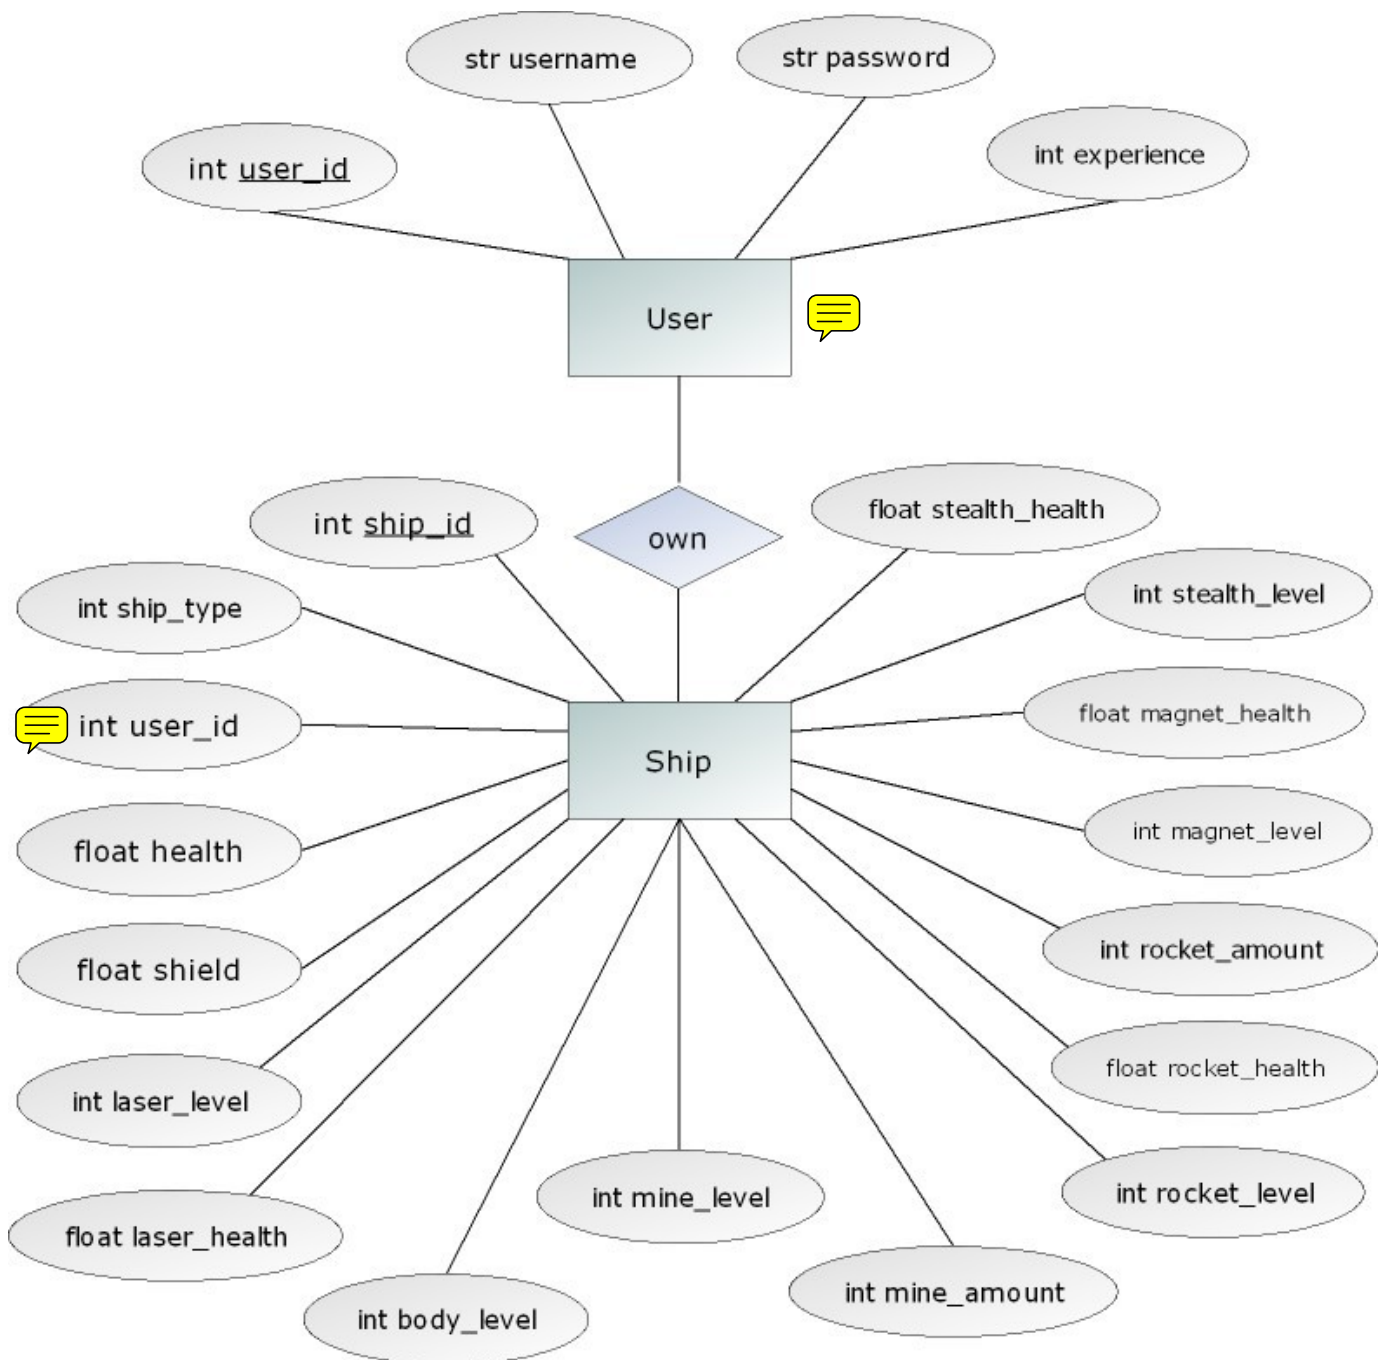 str username
str password
int user_id
int experience
User
int ship_id
own
float stealth_health
int ship_type
int stealth_level
int user_id
float magnet_health
Ship
float health
int magnet_level
float shield
int rocket_amount
int laser_level
float rocket_health
float laser_health
int mine_level
int rocket_level
int body_level
int mine_amount